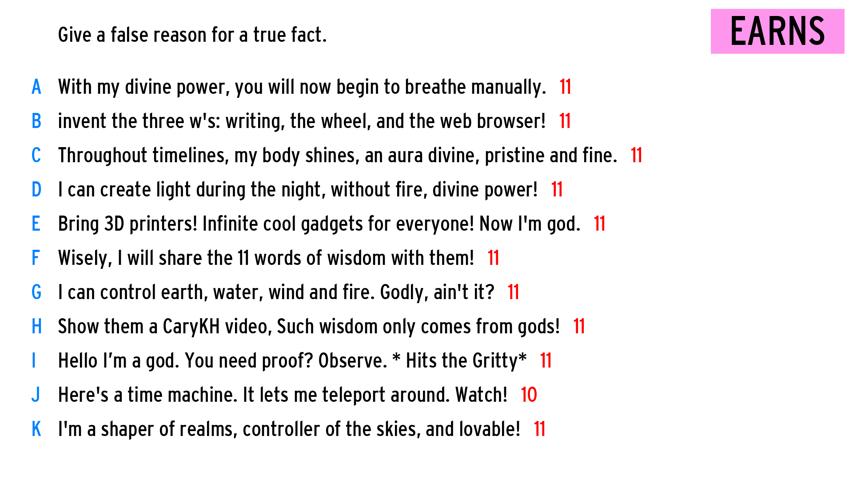 Give a false reason for a true fact.
EARNS
A With my divine power, you will now begin to breathe manually. 11
B invent the three w's: writing, the wheel, and the web browser! 11
C Throughout timelines, my body shines, an aura divine, pristine and fine. 11
D I can create light during the night, without fire, divine power! 11
E Bring 3D printers! Infinite cool gadgets for everyone! Now I'm god. 11
F Wisely, I will share the 11 words of wisdom with them! 11
G I can control earth, water, wind and fire. Godly, ain't it? 11
H Show them a CaryKH video, Such wisdom only comes from gods! 11
I Hello I’m a god. You need proof? Observe. * Hits the Gritty* 11
J Here's a time machine. It lets me teleport around. Watch! 10
K I'm a shaper of realms, controller of the skies, and lovable! 11